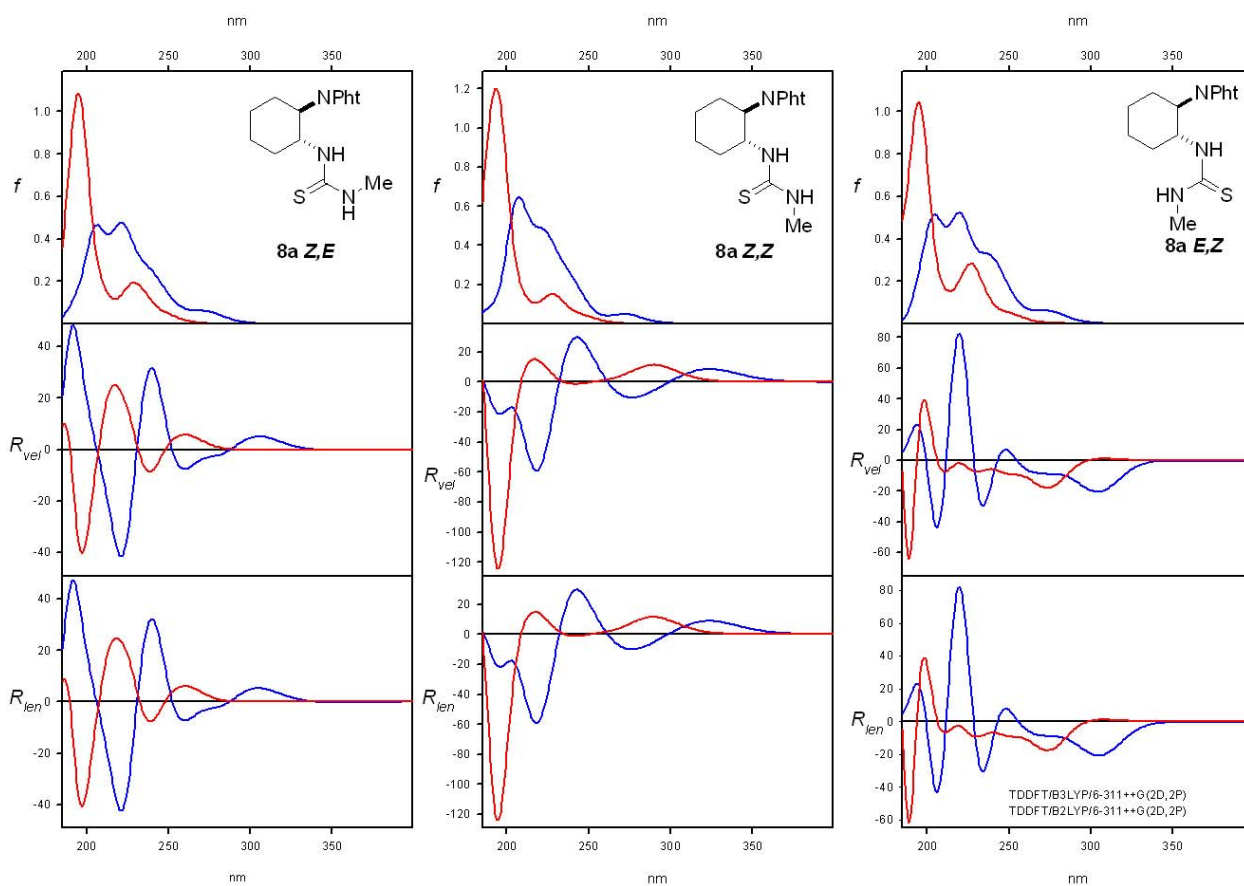 nm
200 250 300 350
1.0
0.8
0.6
0.4
0.2
f
NPht
NH
S
N
H
Me
8a Z,E
40
20
0
-20
-40
Rvel
40
20
0
-20
-40
Rlen
200 250 300 350
nm
nm
200 250 300 350
1.2
1.0
0.8
0.6
0.4
0.2
f
NPht
NH
S
NH
Me
8a Z,Z
20
0
-20
-40
-60
-80
-100
-120
Rvel
20
0
-20
-40
-60
-80
-100
-120
Rlen
200 250 300 350
nm
nm
200 250 300 350
1.0
0.8
0.6
0.4
0.2
f
NPht
NH
HN
S
Me
8a E,Z
80
60
40
20
0
-20
-40
-60
Rvel
80
60
40
20
0
-20
-40
-60
Rlen
TDDFT/B3LYP/6-311++G(2D,2P)
TDDFT/B2LYP/6-311++G(2D,2P)
200 250 300 350
nm